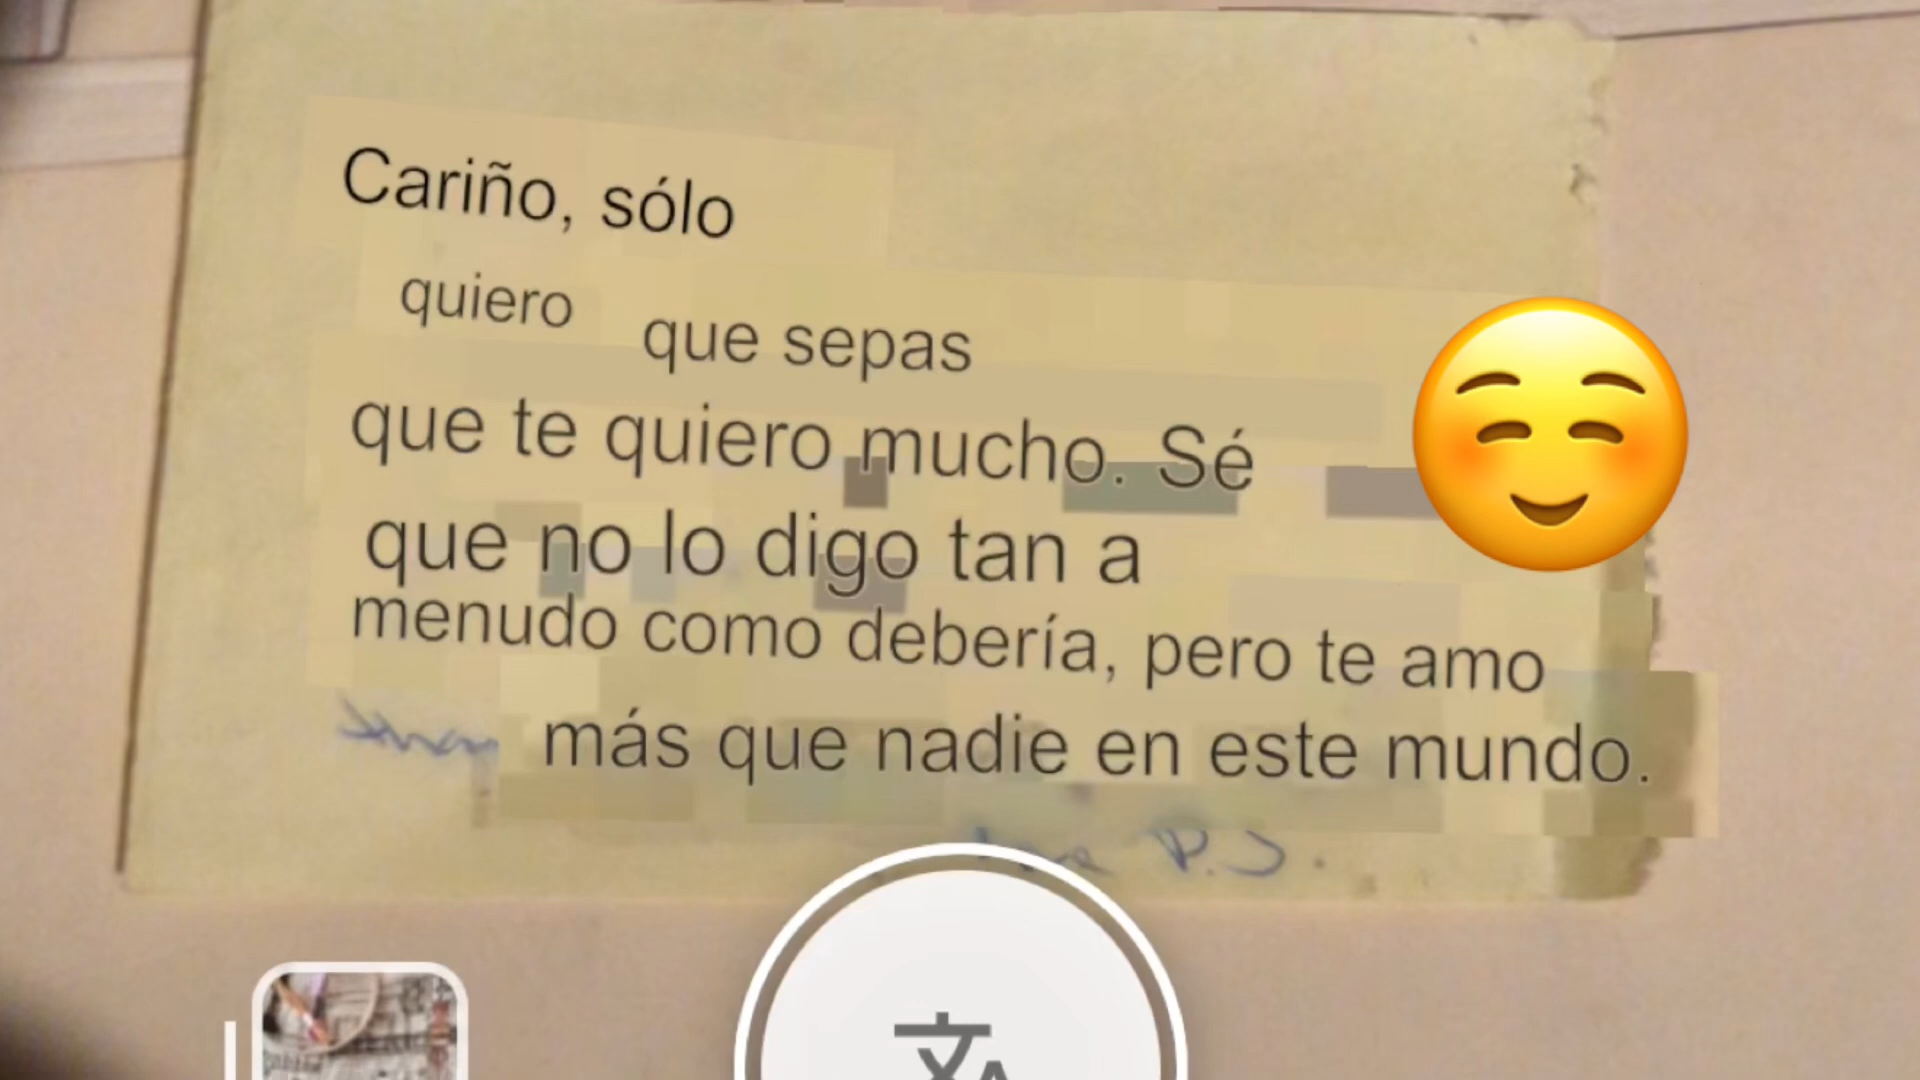 Cariño, sólo
quiero que sepas
que te quiero mucho. Sé
que no lo digo tan a
menudo como debería, pero te amo
más que nadie en este mundo.
P.S.